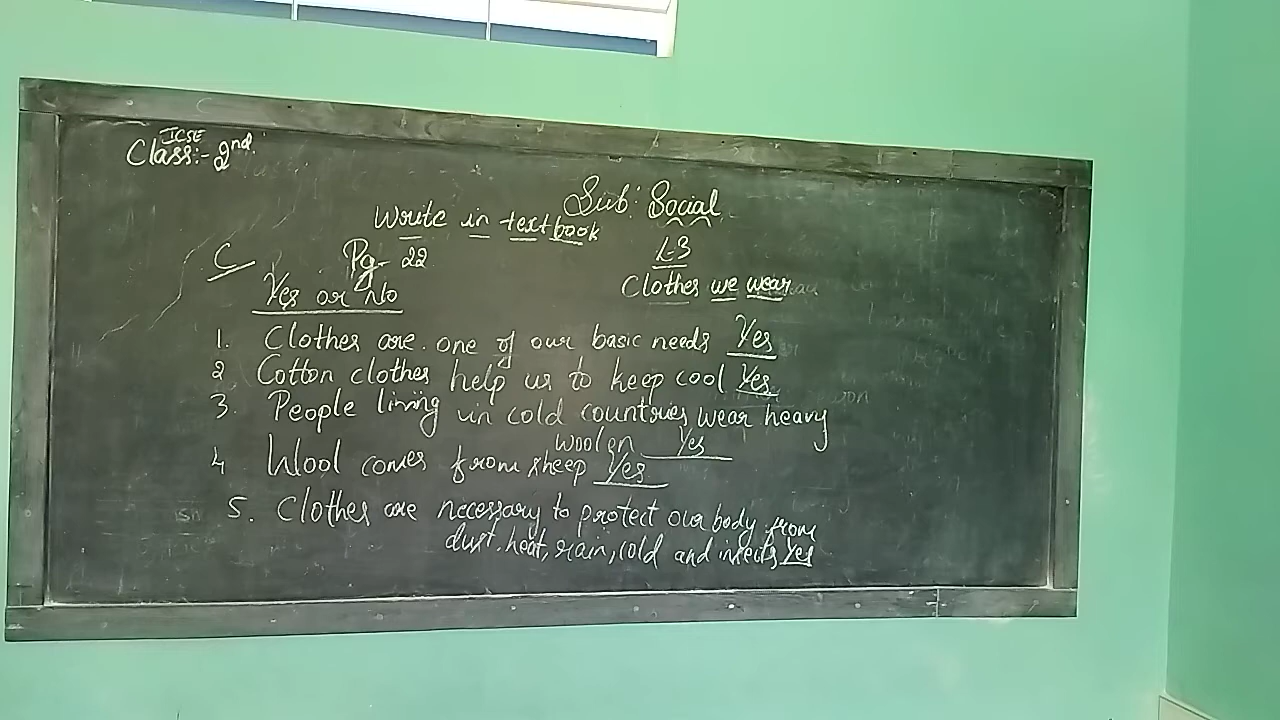 ICSE
Class:- 2nd.
Sub: Social
Write in textbook
C Pg- 22 L3
Yes or No Clothes we wear
1. Clothes are one of our basic needs Yes
2 Cotton clothes help us to keep cool Yes
3. People living in cold countries wear heavy
woolen Yes
4 Wool comes from sheep Yes
5. Clothes are necessary to protect our body from
dust, heat, rain, cold and insects Yes